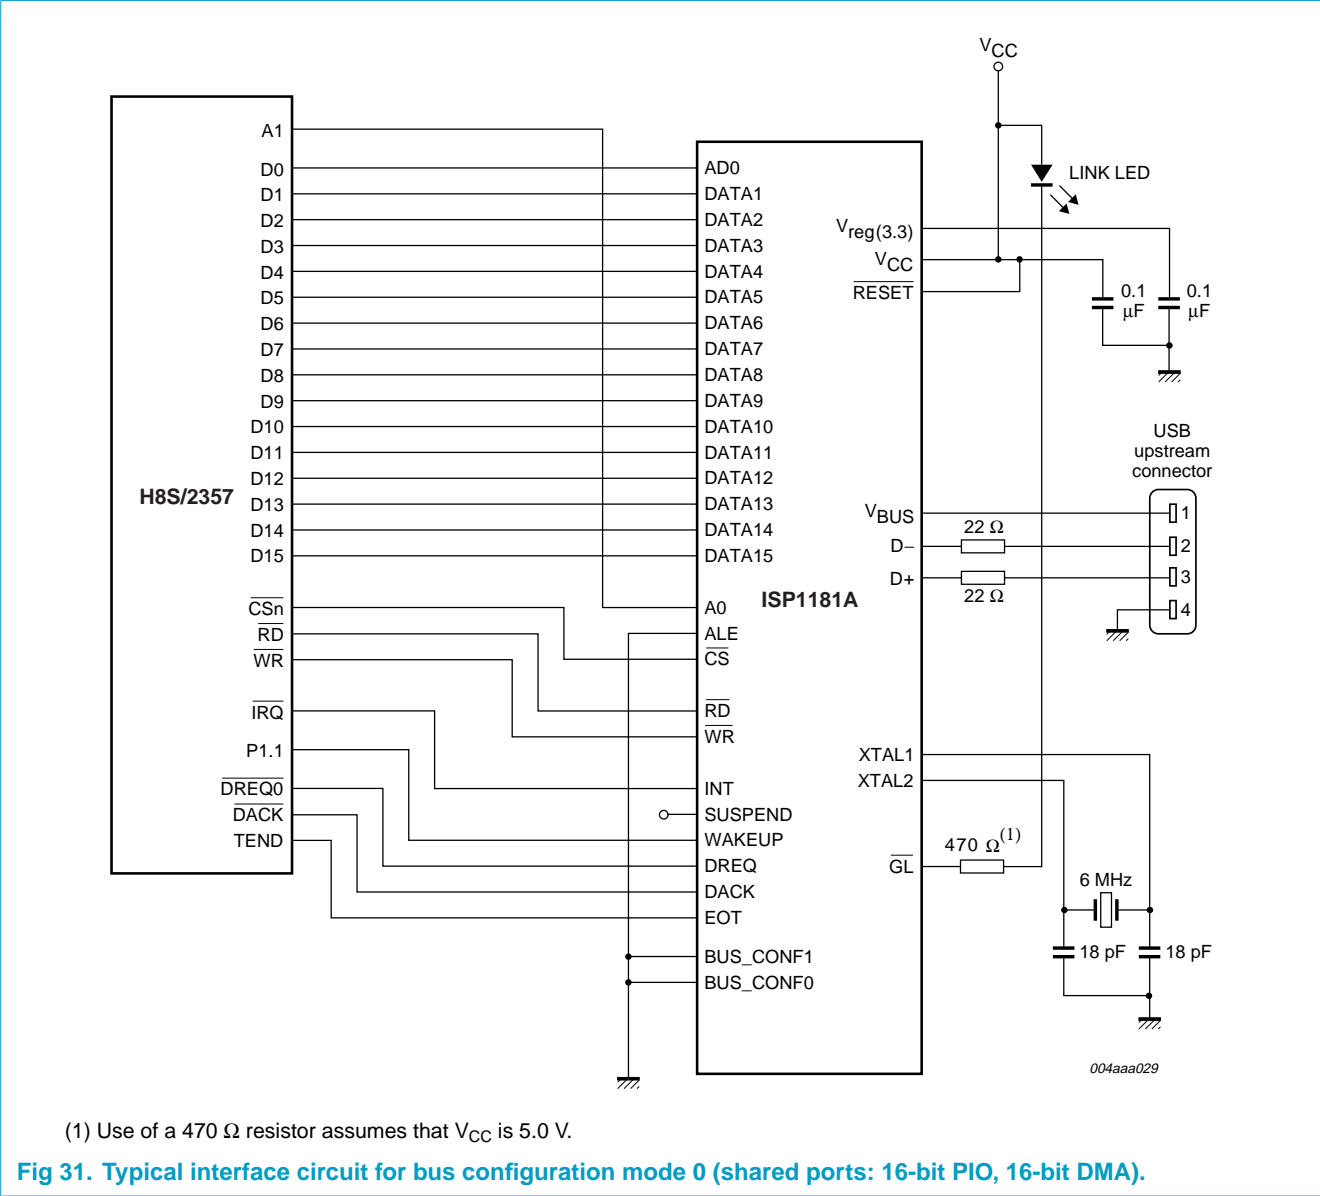 VCC
A1
D0
D1
D2
D3
D4
D5
D6
D7
D8
D9
D10
D11
D12
D13
D14
D15
H8S/2357
CSn
RD
WR
IRQ
P1.1
DREQ0
DACK
TEND
AD0
DATA1
DATA2
DATA3
DATA4
DATA5
DATA6
DATA7
DATA8
DATA9
DATA10
DATA11
DATA12
DATA13
DATA14
DATA15
A0
ALE
CS
RD
WR
INT
SUSPEND
WAKEUP
DREQ
DACK
EOT
BUS_CONF1
BUS_CONF0
ISP1181A
Vreg(3.3)
VCC
RESET
VBUS
D−
D+
XTAL1
XTAL2
GL
LINK LED
0.1
μF
0.1
μF
USB
upstream
connector
1
2
3
4
22 Ω
22 Ω
470 Ω(1)
6 MHz
18 pF
18 pF
004aaa029
(1) Use of a 470 Ω resistor assumes that VCC is 5.0 V.
Fig 31. Typical interface circuit for bus configuration mode 0 (shared ports: 16-bit PIO, 16-bit DMA).